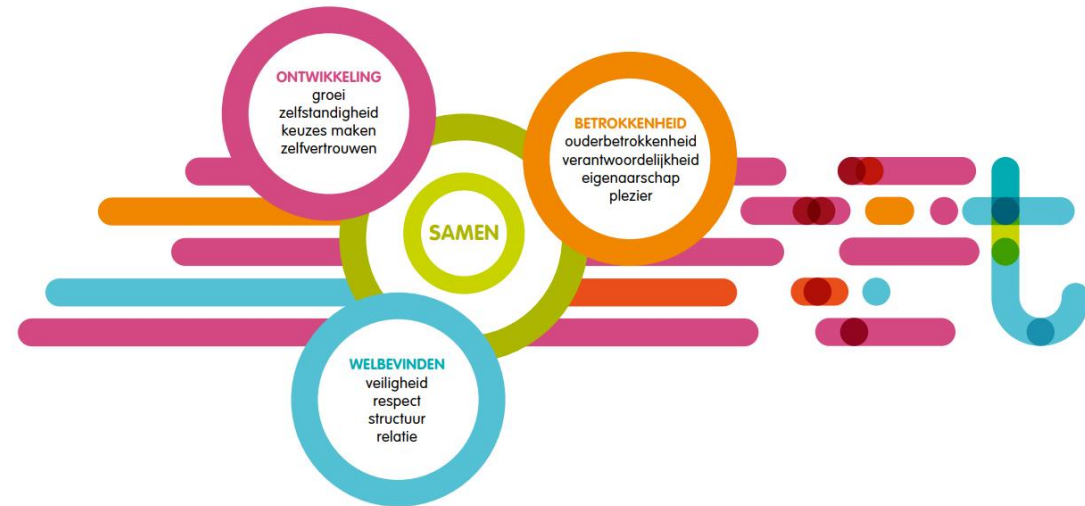 ONTWIKKELING
groei
zelfstandigheid
keuzes maken
zelfvertrouwen
BETROKKENHEID
ouderbetrokkenheid
verantwoordelijkheid
eigenaarschap
plezier
SAMEN
WELBEVINDEN
veiligheid
respect
structuur
relatie